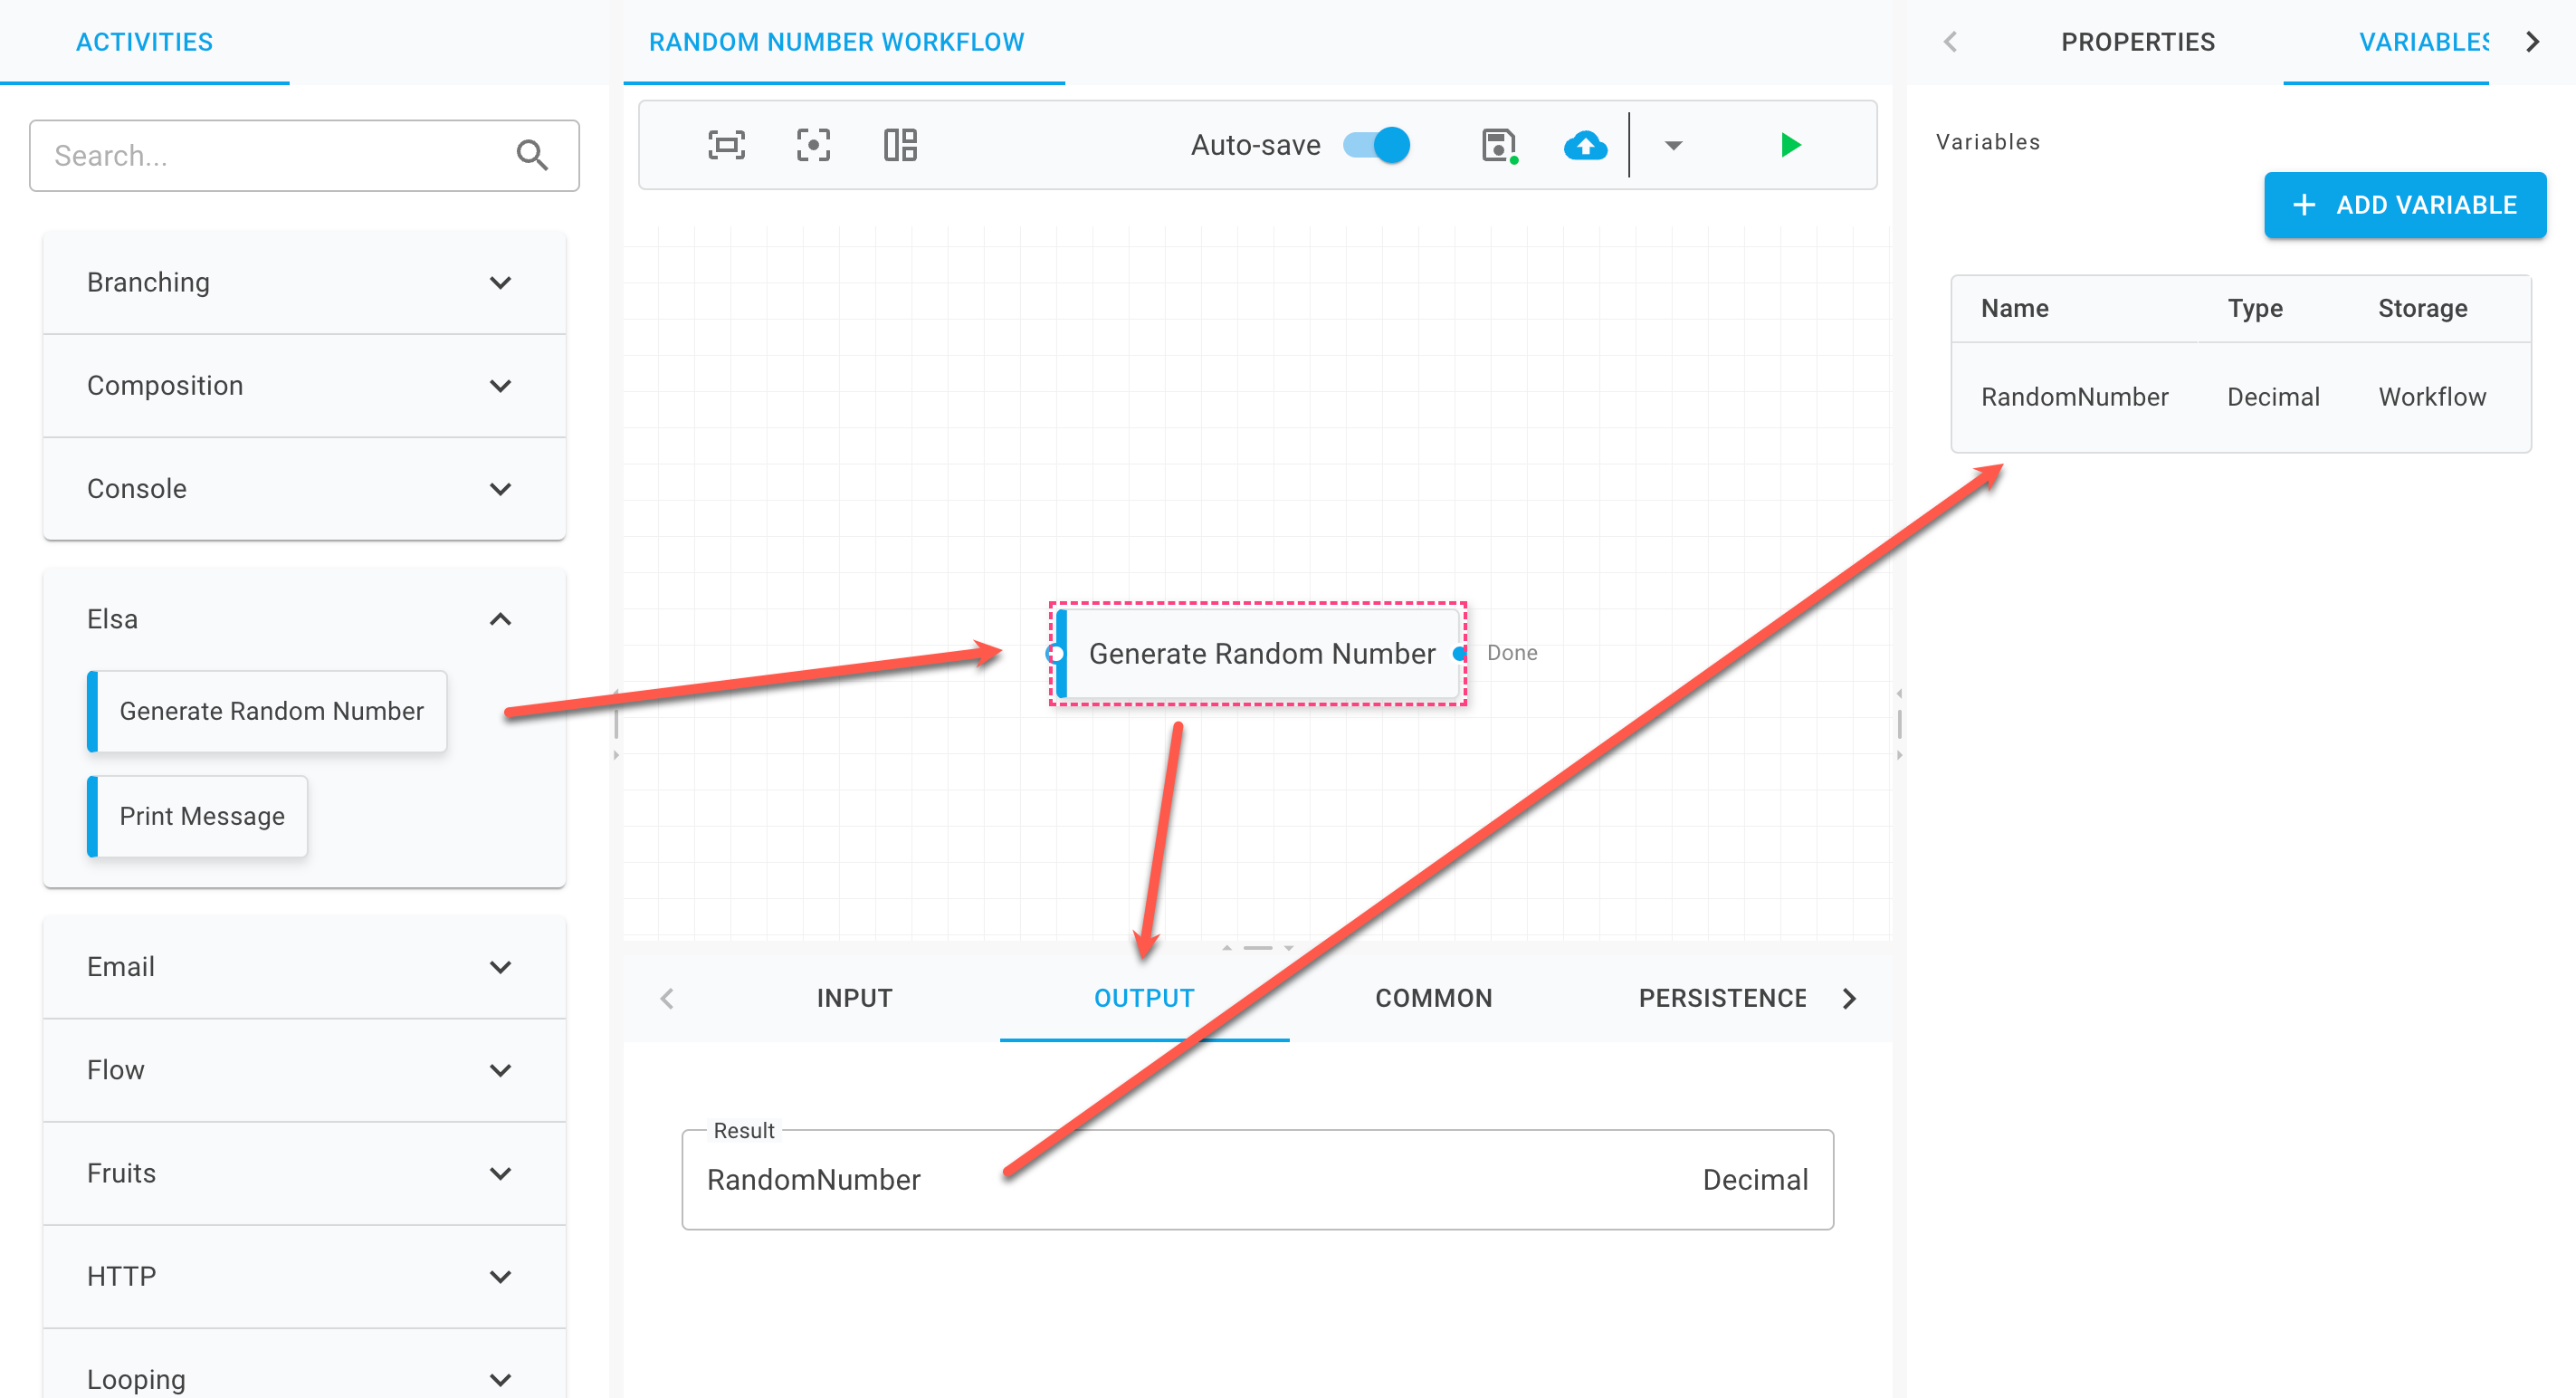 ACTIVITIES
Search...
Branching
Composition
Console
Elsa
Generate Random Number
Print Message
Email
Flow
Fruits
HTTP
Looping
RANDOM NUMBER WORKFLOW
Auto-save
Generate Random Number
Done
INPUT
OUTPUT
COMMON
PERSISTENCE
Result
RandomNumber
Decimal
PROPERTIES
VARIABLES
Variables
ADD VARIABLE
Name Type Storage
RandomNumber Decimal Workflow